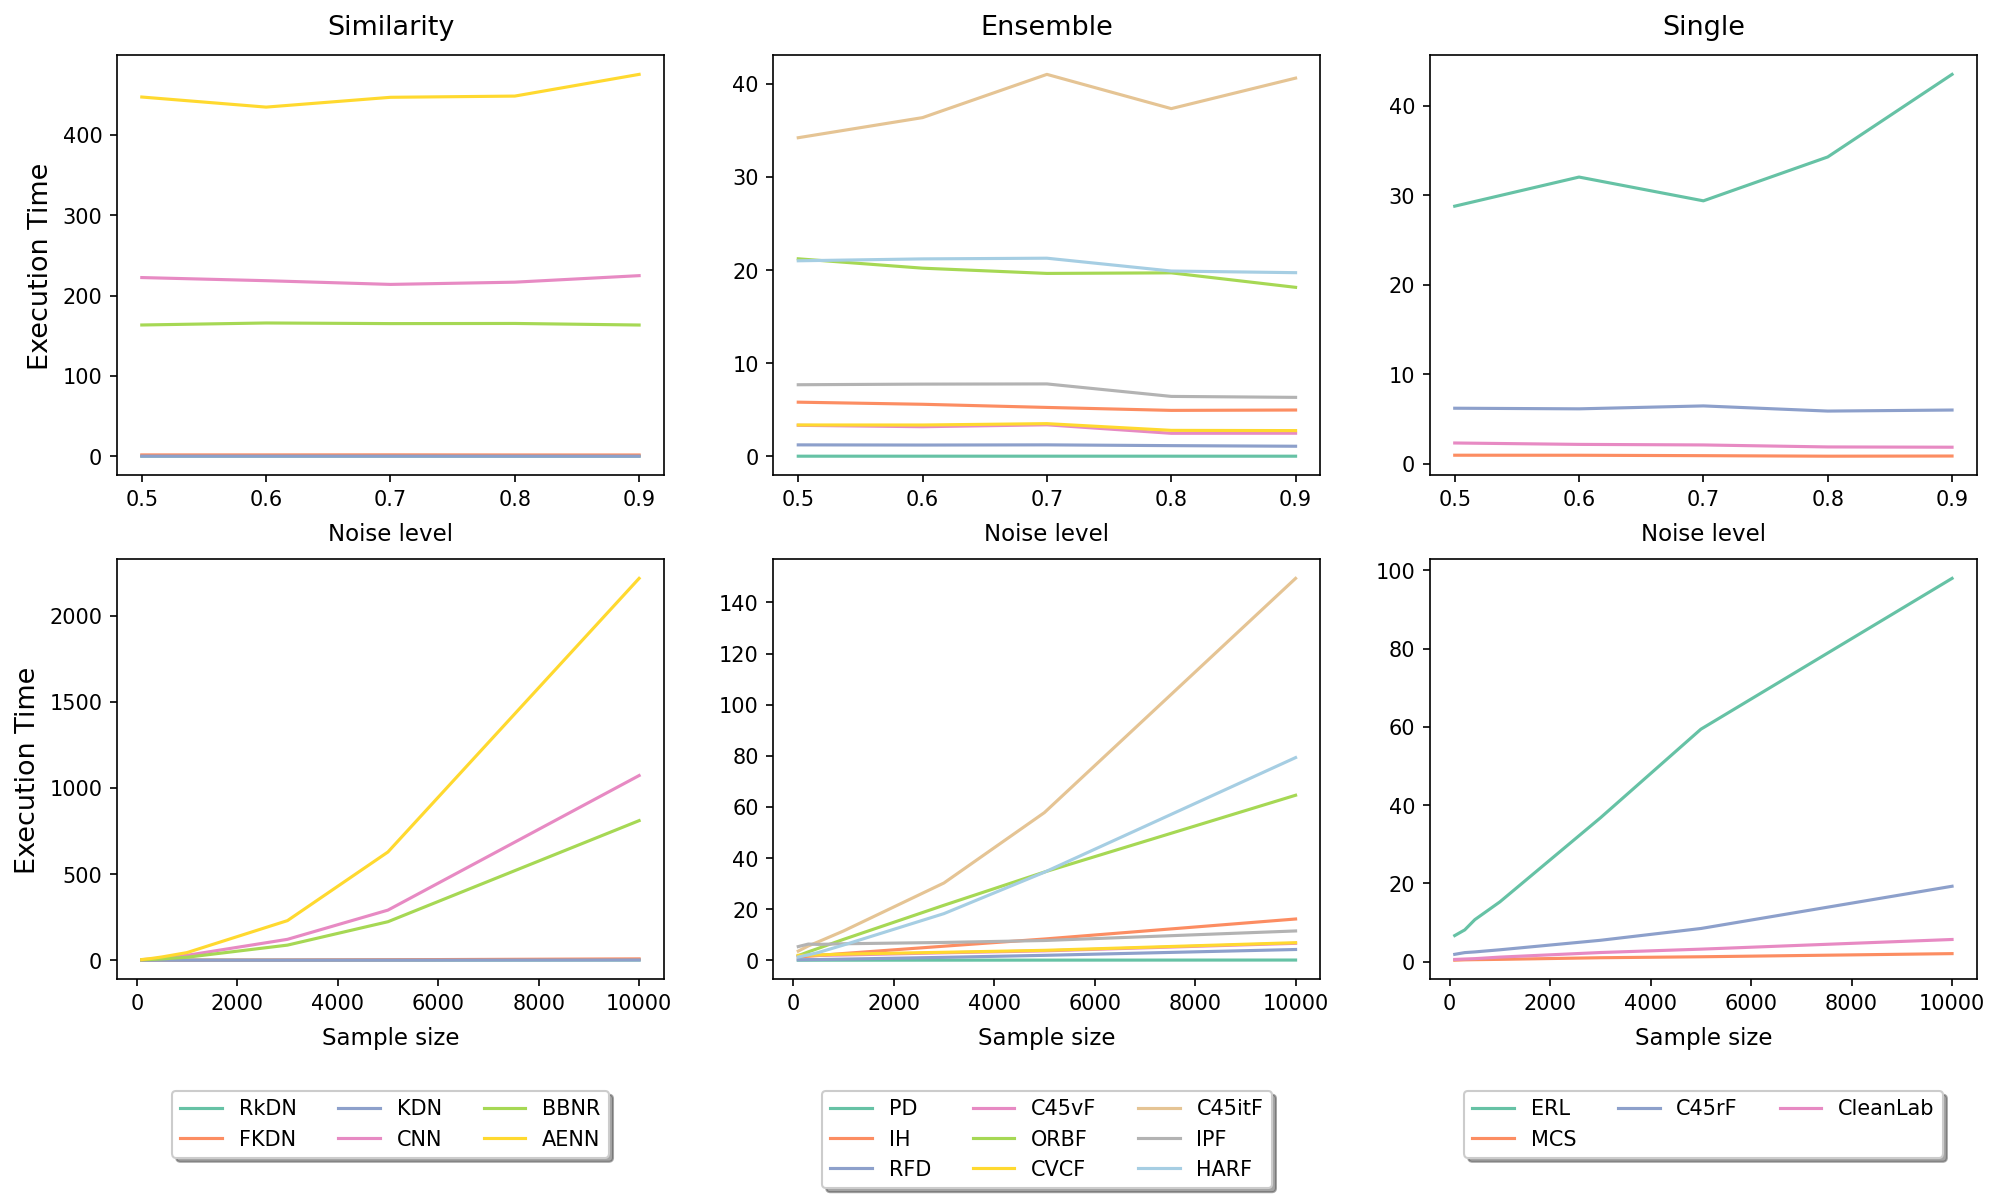 Similarity
Ensemble
Single
Execution Time
0
100
200
300
400
0.5 0.6 0.7 0.8 0.9
Noise level
0
10
20
30
40
0.5 0.6 0.7 0.8 0.9
Noise level
0
10
20
30
40
0.5 0.6 0.7 0.8 0.9
Noise level
Execution Time
0
500
1000
1500
2000
0 2000 4000 6000 8000 10000
Sample size
0
20
40
60
80
100
120
140
0 2000 4000 6000 8000 10000
Sample size
0
20
40
60
80
100
0 2000 4000 6000 8000 10000
Sample size
RkDN KDN BBNR
FKDN CNN AENN
PD C45vF C45itF
IH ORBF IPF
RFD CVCF HARF
ERL C45rF CleanLab
MCS